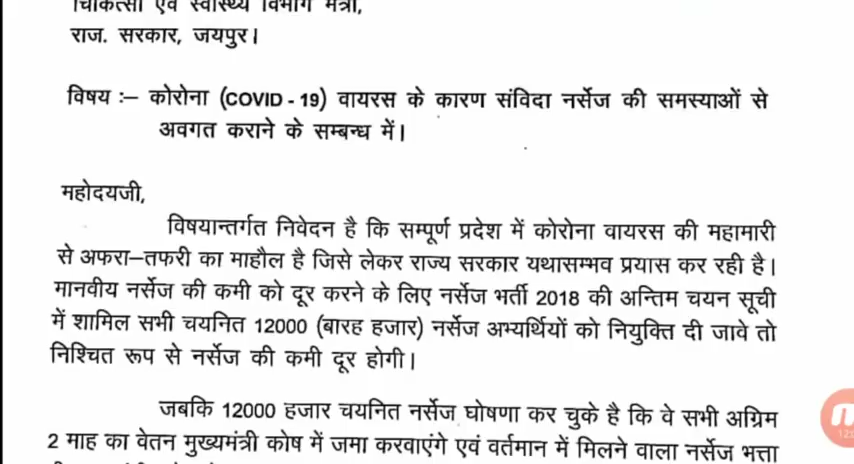 चिकित्सा एवं स्वास्थ्य विभाग मंत्री,
राज. सरकार, जयपुर।
विषय :– कोरोना (COVID - 19) वायरस के कारण संविदा नर्सेज की समस्याओं से
अवगत कराने के सम्बन्ध में।
महोदयजी,
विषयान्तर्गत निवेदन है कि सम्पूर्ण प्रदेश में कोरोना वायरस की महामारी
से अफरा–तफरी का माहौल है जिसे लेकर राज्य सरकार यथासम्भव प्रयास कर रही है।
मानवीय नर्सेज की कमी को दूर करने के लिए नर्सेज भर्ती 2018 की अन्तिम चयन सूची
में शामिल सभी चयनित 12000 (बारह हजार) नर्सेज अभ्यर्थियों को नियुक्ति दी जावे तो
निश्चित रूप से नर्सेज की कमी दूर होगी।
जबकि 12000 हजार चयनित नर्सेज घोषणा कर चुके है कि वे सभी अग्रिम
2 माह का वेतन मुख्यमंत्री कोष में जमा करवाएंगे एवं वर्तमान में मिलने वाला नर्सेज भत्ता